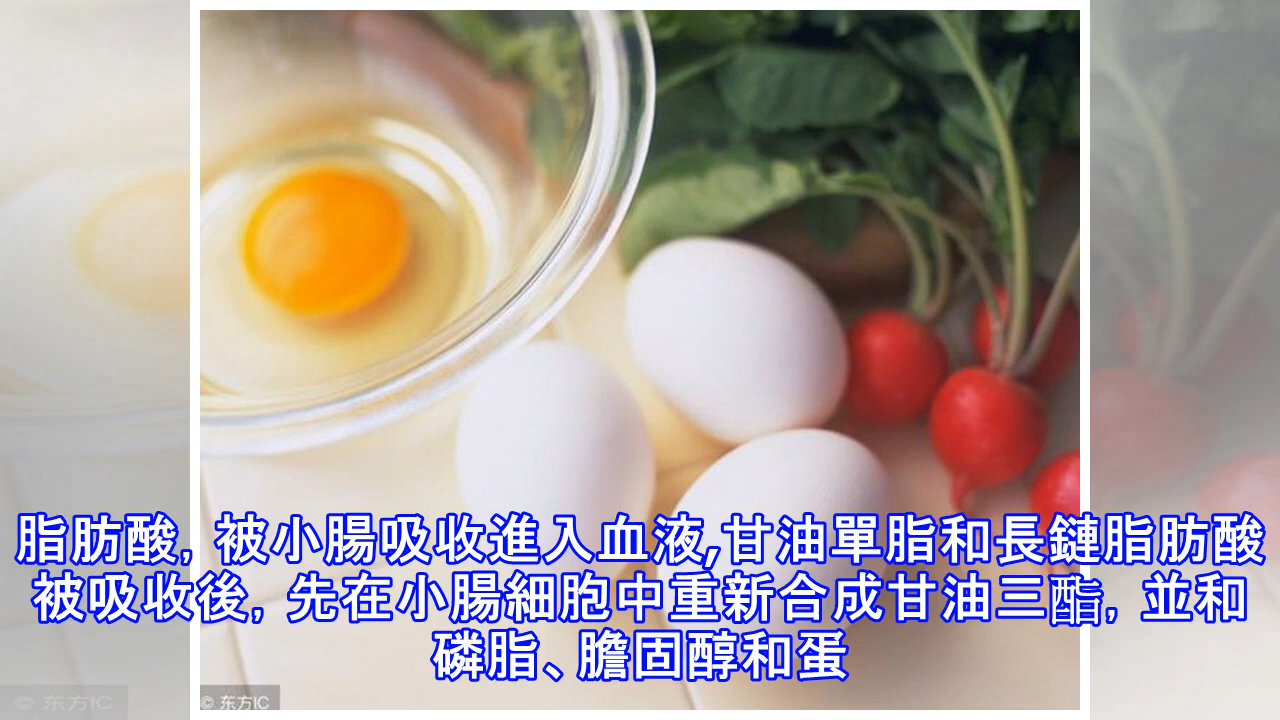 脂肪酸, 被小腸吸收進入血液,甘油單脂和長鏈脂肪酸
被吸收後, 先在小腸細胞中重新合成甘油三酯, 並和
磷脂、膽固醇和蛋
© 东方IC
© 东方IC